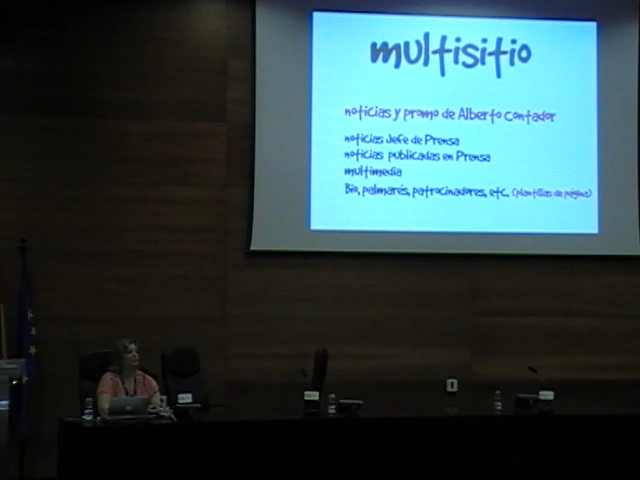 multisitio
noticias y promo de Alberto Contador
noticias Jefe de Prensa
noticias publicadas en Prensa
multimedia
Bio, palmarés, patrocinadores, etc. (plantillas de página)